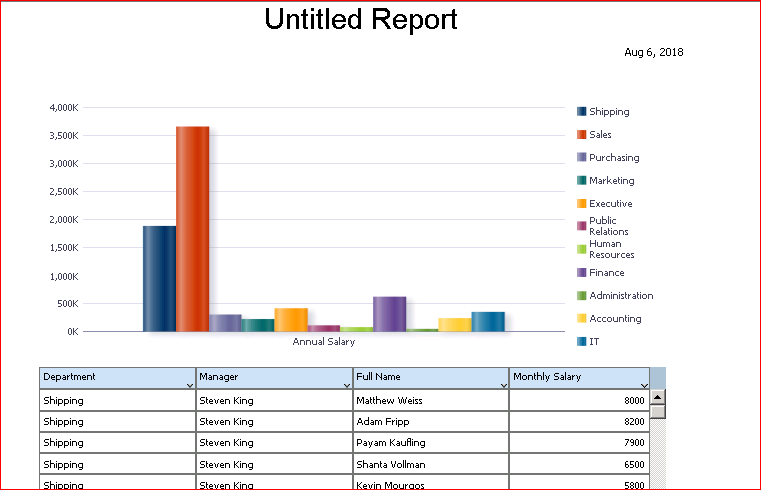 Untitled Report
Aug 6, 2018
4,000K
3,500K
3,000K
2,500K
2,000K
1,500K
1,000K
500K
0K
Annual Salary
Shipping
Sales
Purchasing
Marketing
Executive
Public
Relations
Human
Resources
Finance
Administration
Accounting
IT
Department Manager Full Name Monthly Salary
Shipping Steven King Matthew Weiss 8000
Shipping Steven King Adam Fripp 8200
Shipping Steven King Payam Kaufling 7900
Shipping Steven King Shanta Vollman 6500
Shipping Steven King Kevin Mourgos 5800